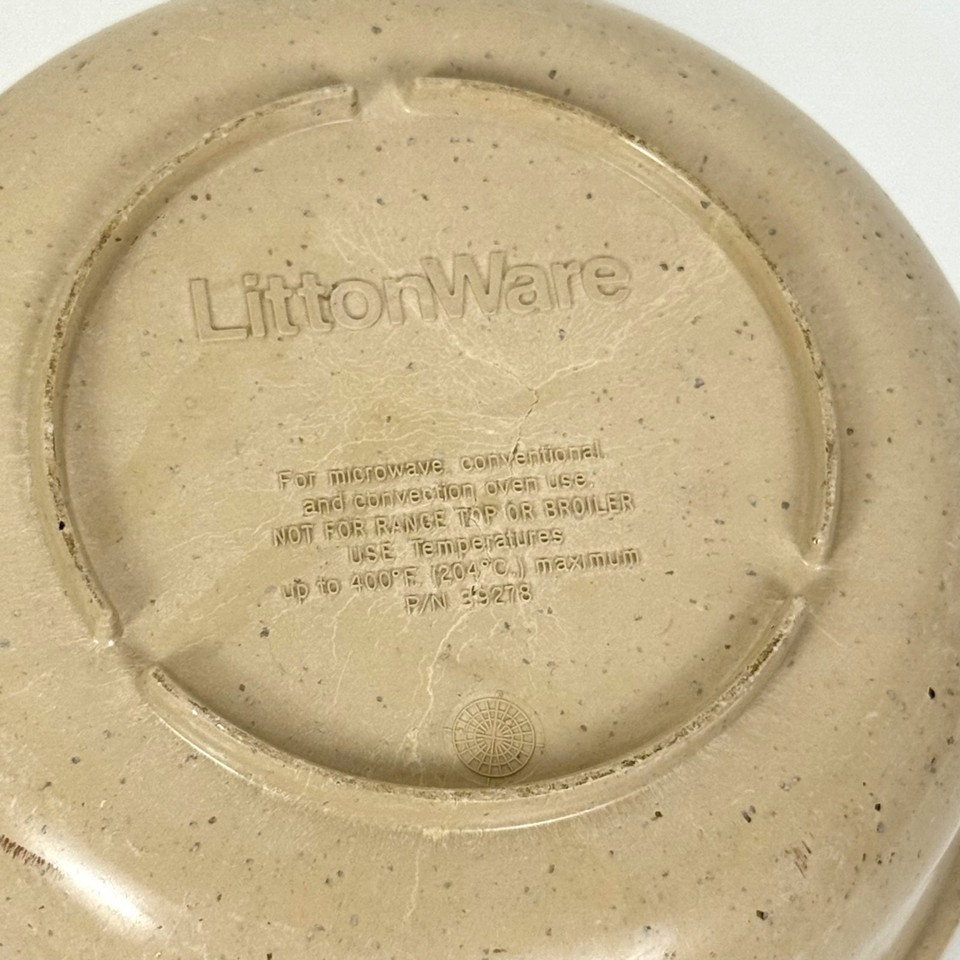 LittonWare
For microwave, conventional,
and convection oven use.
NOT FOR RANGE TOP OR BROILER
USE. Temperatures
up to 400°F. (204°C.) maximum
P/N 39278